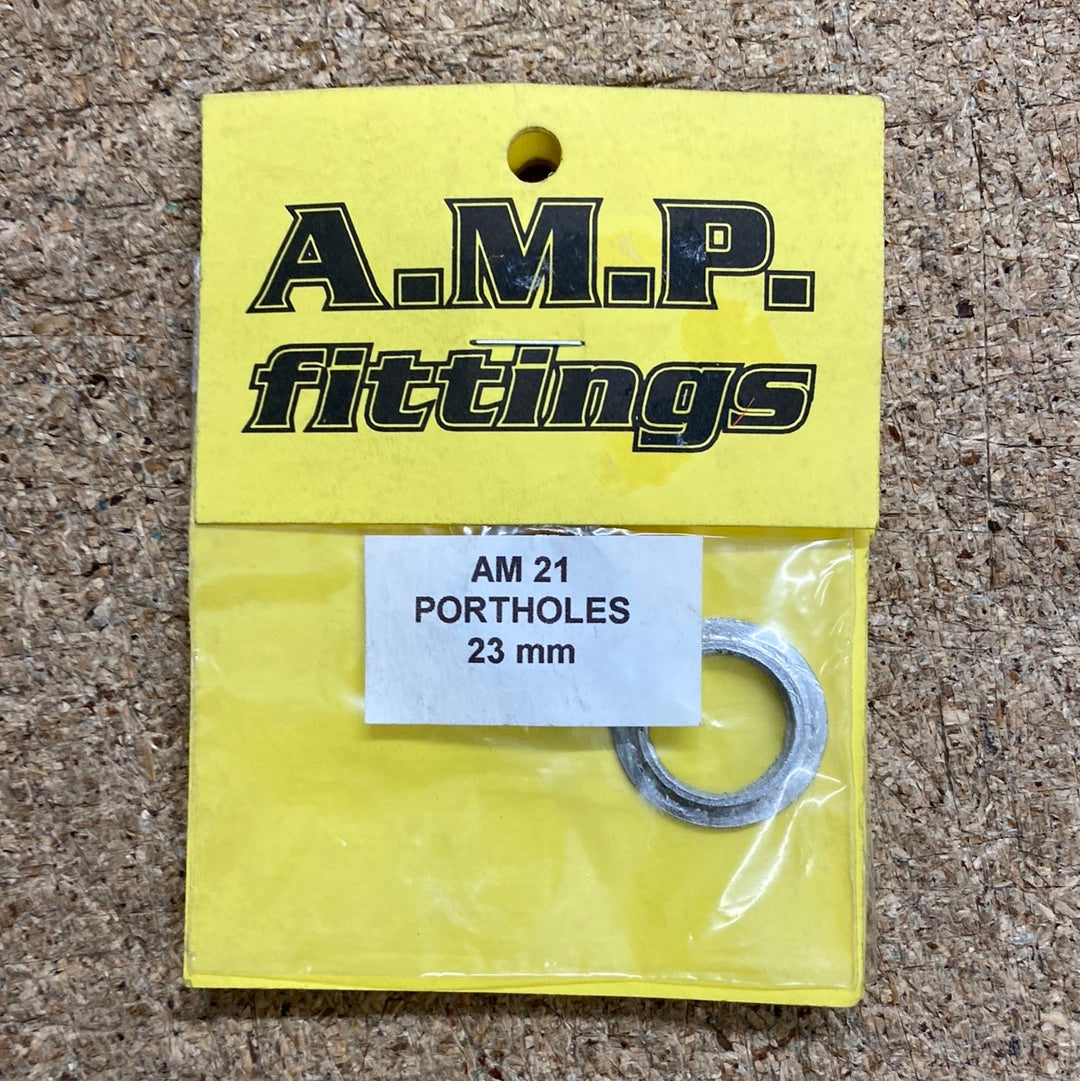 A.M.P.
fittings
AM 21
PORTHOLES
23 mm